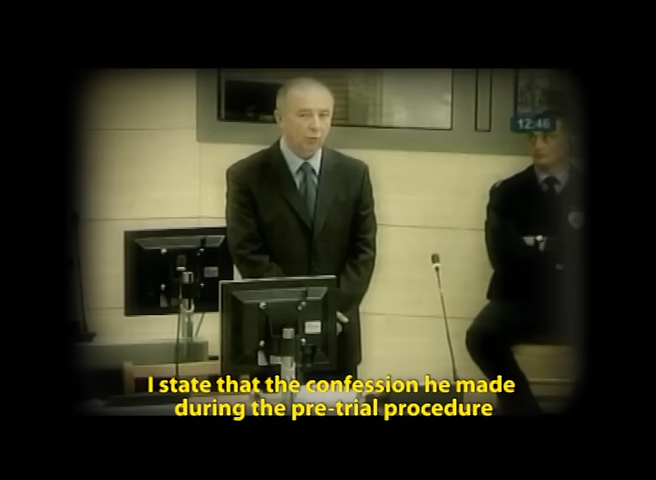 12:46
I state that the confession he made
during the pre-trial procedure